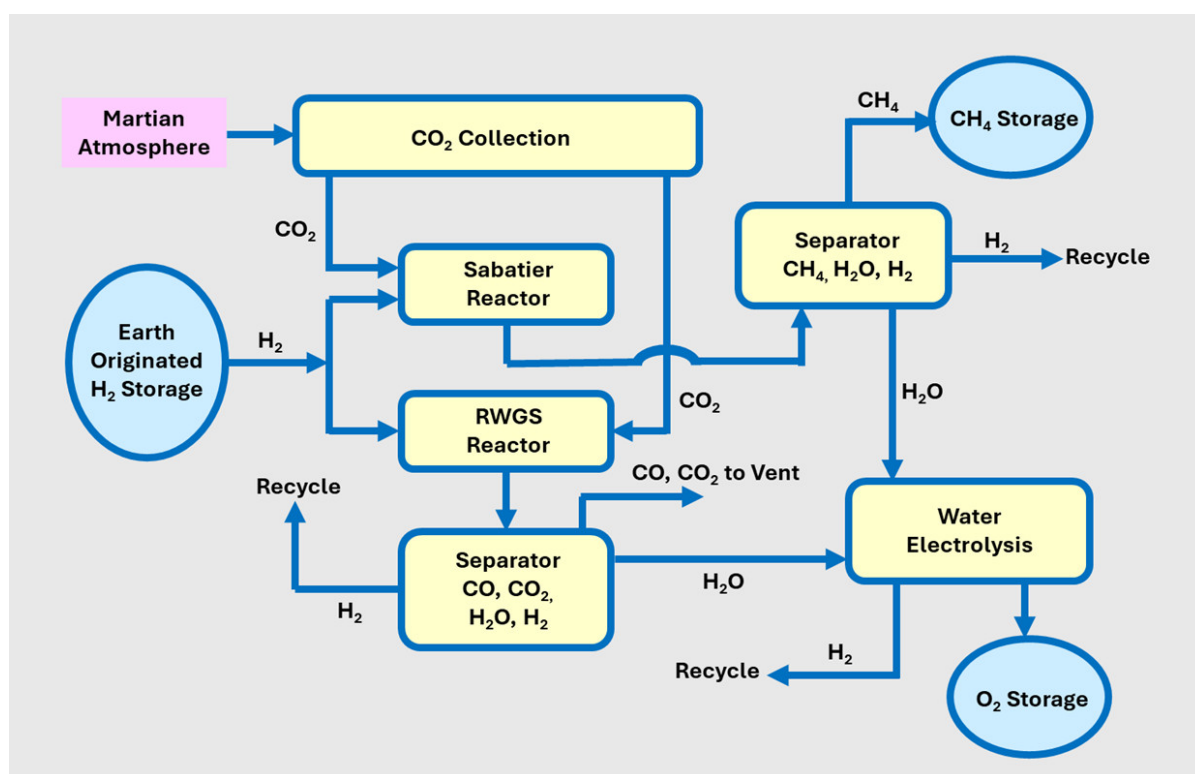 Martian
Atmosphere
CO₂ Collection
CH₄
CH₄ Storage
CO₂
Sabatier
Reactor
Separator
CH₄, H₂O, H₂
H₂
Recycle
Earth
Originated
H₂ Storage
H₂
RWGS
Reactor
CO₂
H₂O
Recycle
CO, CO₂ to Vent
Separator
CO, CO₂,
H₂O, H₂
H₂
H₂O
Water
Electrolysis
Recycle
H₂
O₂ Storage